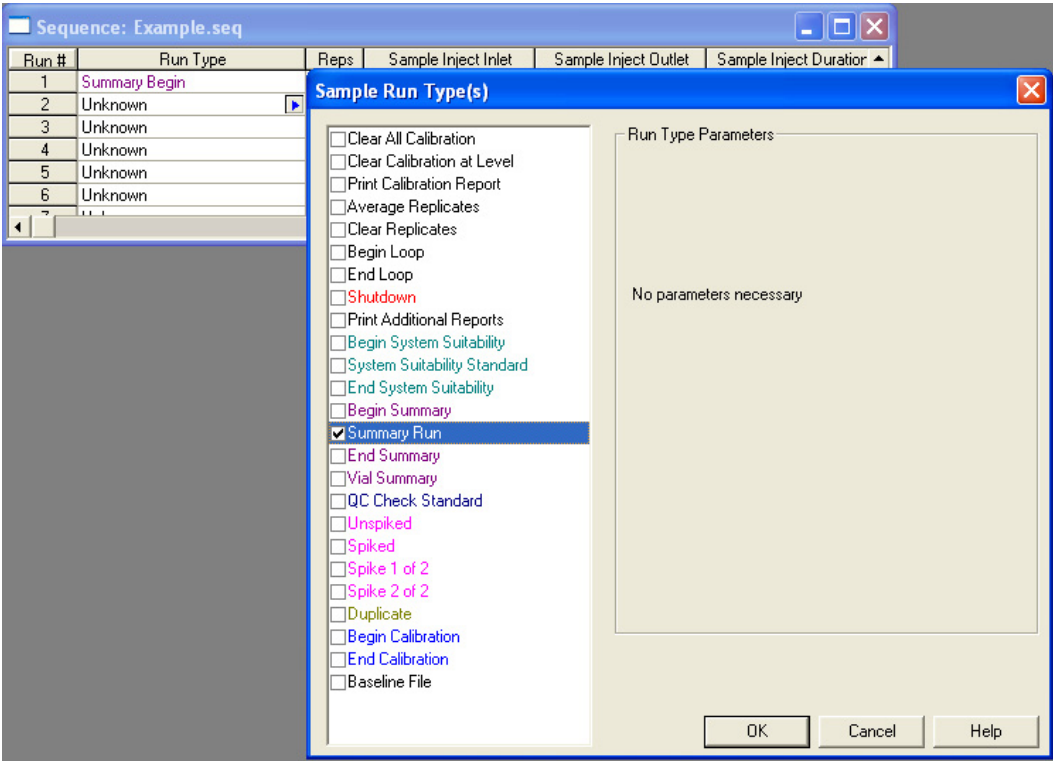 Sequence: Example.seq
Run # Run Type Reps Sample Inject Inlet Sample Inject Outlet Sample Inject Duration
1 Summary Begin
2 Unknown
3 Unknown
4 Unknown
5 Unknown
6 Unknown
Sample Run Type(s)
Clear All Calibration
Clear Calibration at Level
Print Calibration Report
Average Replicates
Clear Replicates
Begin Loop
End Loop
Shutdown
Print Additional Reports
Begin System Suitability
System Suitability Standard
End System Suitability
Begin Summary
Summary Run
End Summary
Vial Summary
QC Check Standard
Unspiked
Spiked
Spike 1 of 2
Spike 2 of 2
Duplicate
Begin Calibration
End Calibration
Baseline File
Run Type Parameters
No parameters necessary
OK Cancel Help